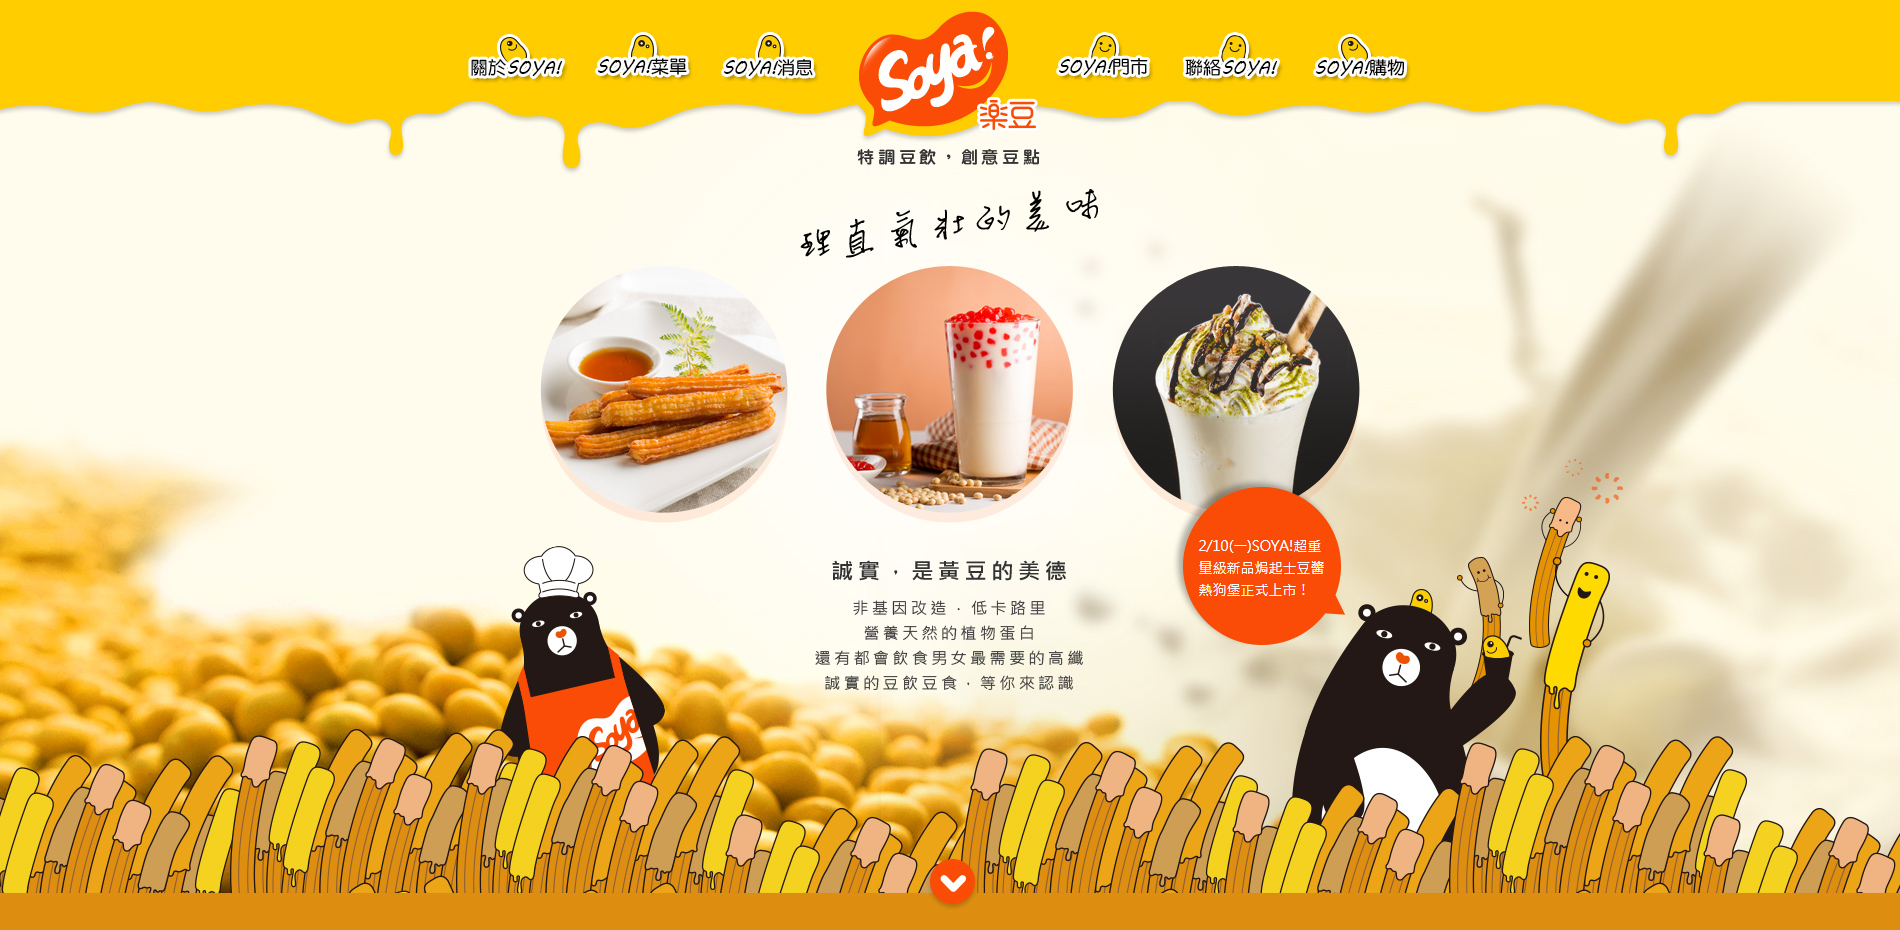 關於SOYA!
SOYA!菜單
SOYA!消息
Soya!
楽豆
SOYA!門市
聯絡SOYA!
SOYA!購物
特調豆飲，創意豆點
理直氣壯的美味
誠實，是黃豆的美德
非基因改造．低卡路里
營養天然的植物蛋白
還有都會飲食男女最需要的高纖
誠實的豆飲豆食．等你來認識
2/10(一)SOYA!超重
量級新品焗起士豆醬
熱狗堡正式上市！
Soya!